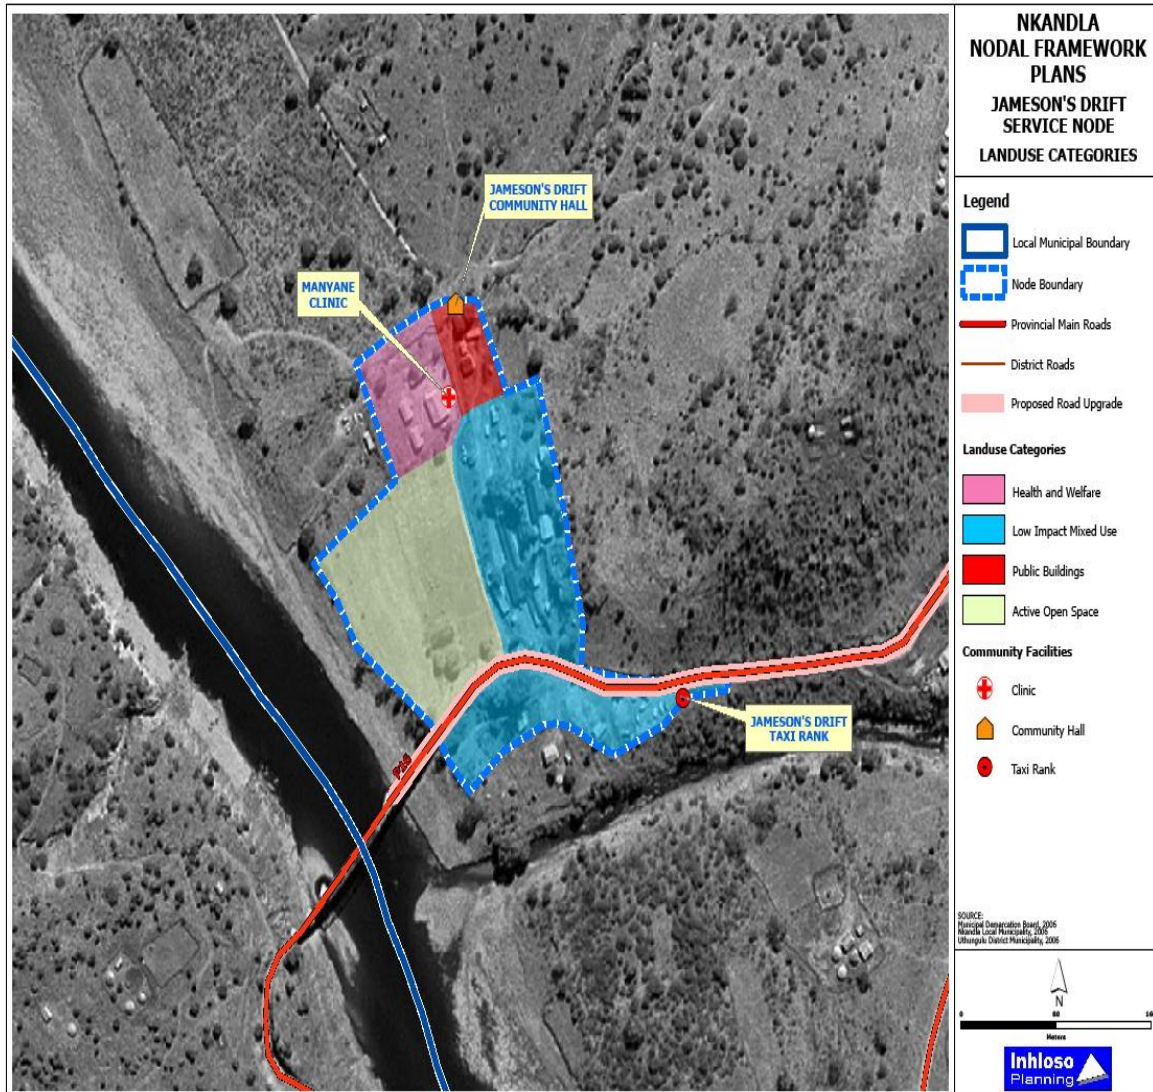 NKANDLA
NODAL FRAMEWORK
PLANS
JAMESON'S DRIFT
SERVICE NODE
LANDUSE CATEGORIES
Legend
Local Municipal Boundary
Node Boundary
Provincial Main Roads
District Roads
Proposed Road Upgrade
Landuse Categories
Health and Welfare
Low Impact Mixed Use
Public Buildings
Active Open Space
Community Facilities
Clinic
Community Hall
Taxi Rank
SOURCE:
Municipal Demarcation Board, 2006
Nkandla Local Municipality, 2006
Uthungulu District Municipality, 2006
N
0 80 16
Meters
Inhloso
Planning
JAMESON'S DRIFT
COMMUNITY HALL
MANYANE
CLINIC
JAMESON'S DRIFT
TAXI RANK